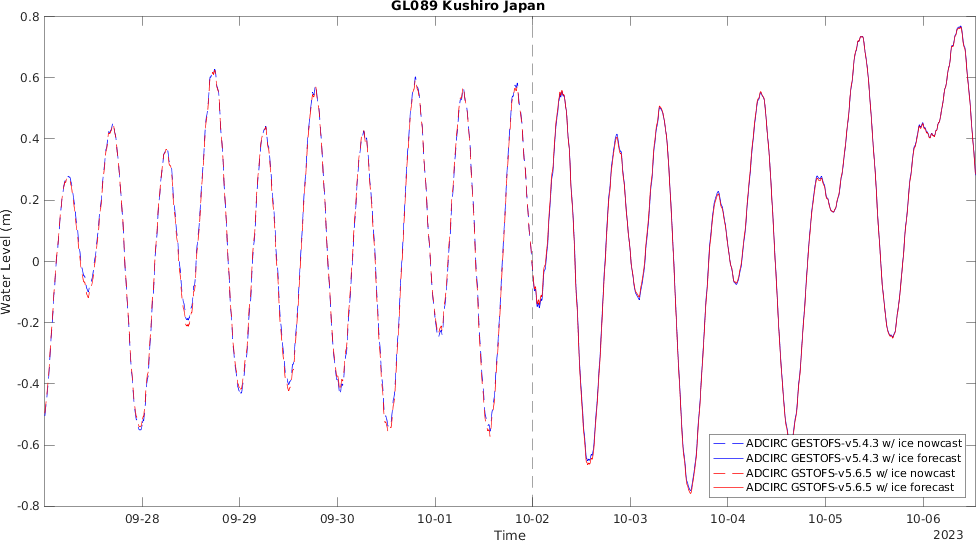 GL089 Kushiro Japan
0.8
0.6
0.4
0.2
0
-0.2
-0.4
-0.6
-0.8
Water Level (m)
09-28 09-29 09-30 10-01 10-02 10-03 10-04 10-05 10-06
Time
2023
ADCIRC GESTOFS-v5.4.3 w/ ice nowcast
ADCIRC GESTOFS-v5.4.3 w/ ice forecast
ADCIRC GSTOFS-v5.6.5 w/ ice nowcast
ADCIRC GSTOFS-v5.6.5 w/ ice forecast